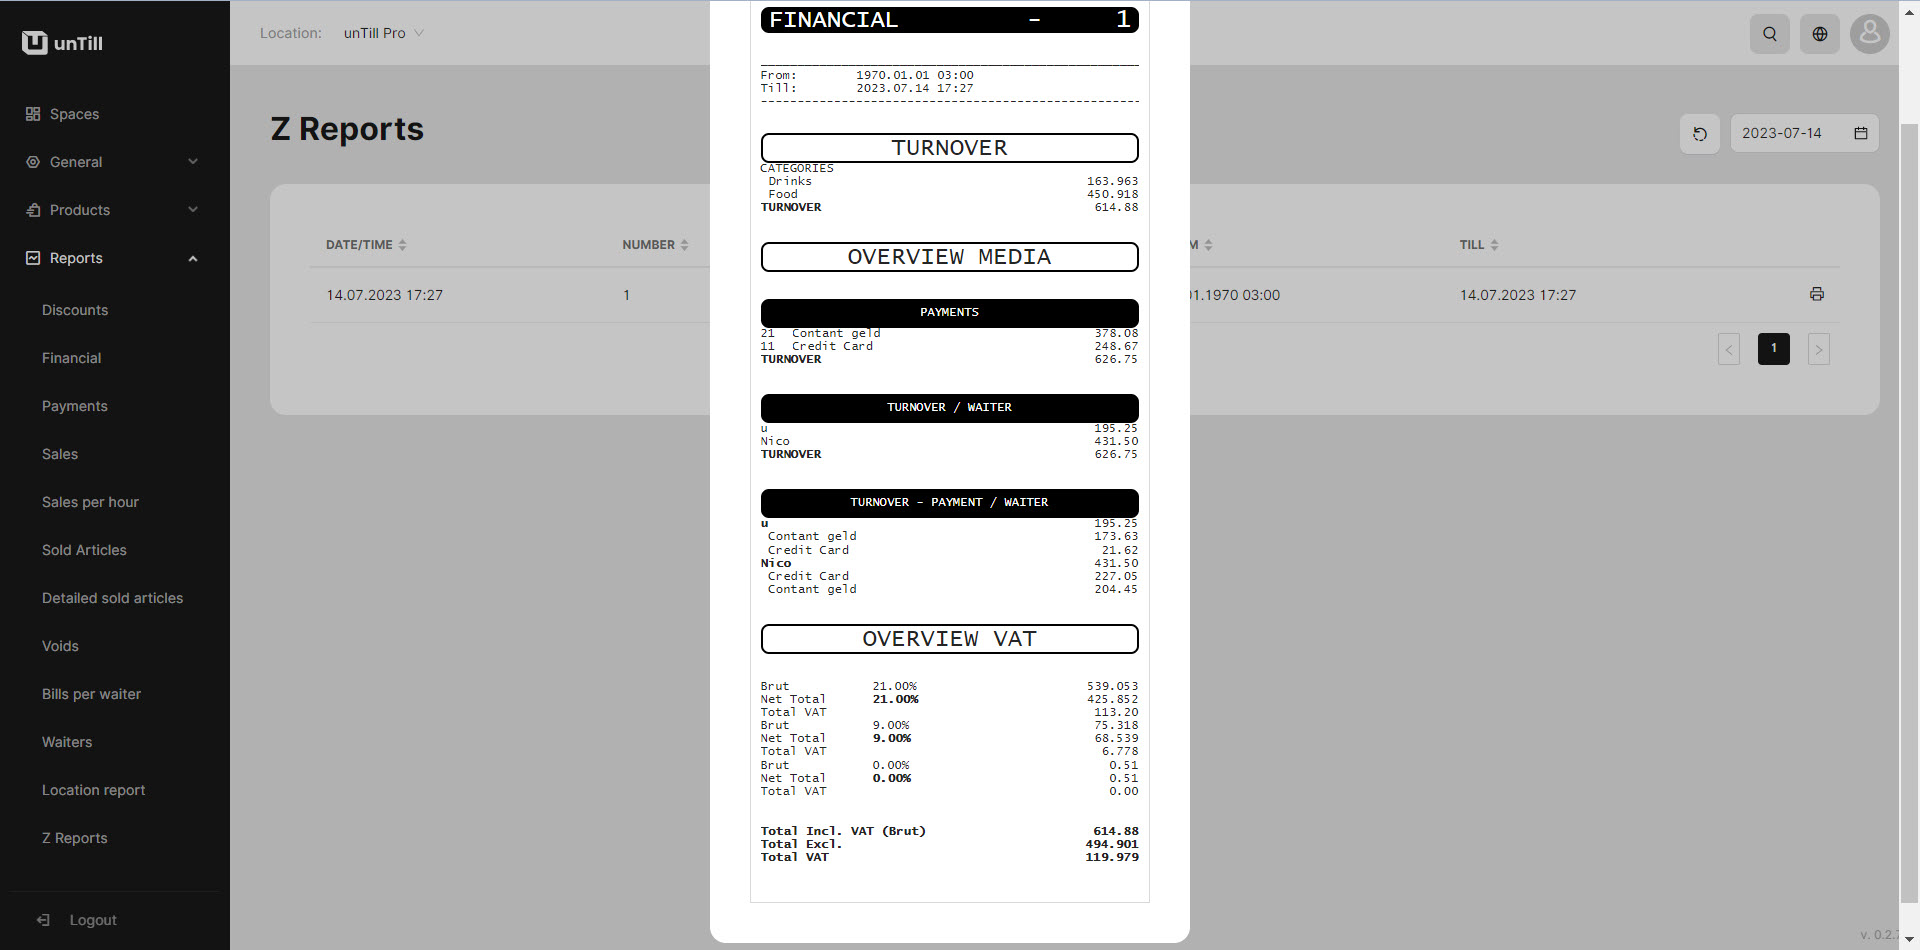 unTill
Spaces
General
Products
Reports
Discounts
Financial
Payments
Sales
Sales per hour
Sold Articles
Detailed sold articles
Voids
Bills per waiter
Waiters
Location report
Z Reports
Logout
Location: unTill Pro
Z Reports
2023-07-14
DATE/TIME NUMBER M TILL
14.07.2023 17:27 1 01.1970 03:00 14.07.2023 17:27
< 1 >
FINANCIAL - 1
From: 1970.01.01 03:00
Till: 2023.07.14 17:27
TURNOVER
CATEGORIES
Drinks 163.963
Food 450.918
TURNOVER 614.88
OVERVIEW MEDIA
PAYMENTS
21 Contant geld 378.08
11 Credit Card 248.67
TURNOVER 626.75
TURNOVER / WAITER
u 195.25
Nico 431.50
TURNOVER 626.75
TURNOVER - PAYMENT / WAITER
u 195.25
Contant geld 173.63
Credit Card 21.62
Nico 431.50
Credit Card 227.05
Contant geld 204.45
OVERVIEW VAT
Brut 21.00% 539.053
Net Total 21.00% 425.852
Total VAT 113.20
Brut 9.00% 75.318
Net Total 9.00% 68.539
Total VAT 6.778
Brut 0.00% 0.51
Net Total 0.00% 0.51
Total VAT 0.00
Total Incl. VAT (Brut) 614.88
Total Excl. 494.901
Total VAT 119.979
v. 0.2.